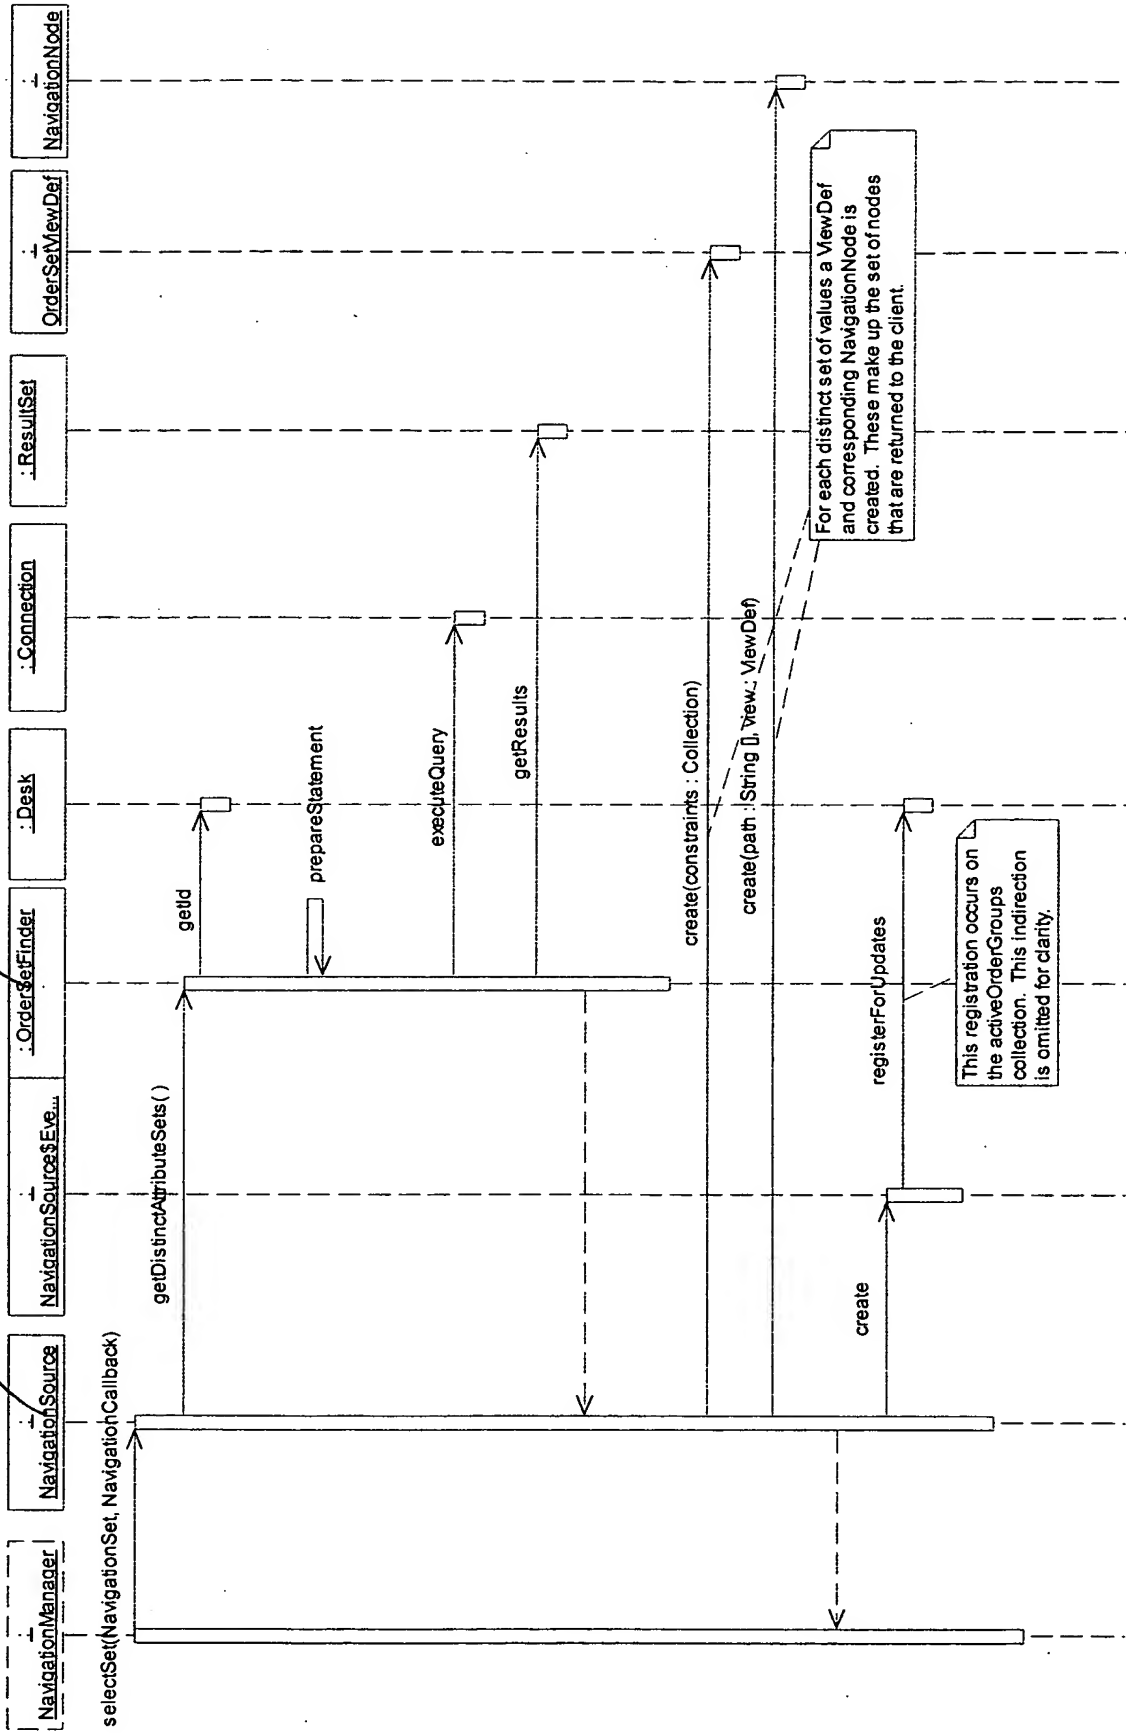 : NavigationManager
: NavigationSource
: NavigationSource$Eve...
: OrderSetFinder
: Desk
: Connection
: ResultSet
: OrderSetViewDef
: NavigationNode
selectSet(NavigationSet, NavigationCallback)
getDistinctAttributeSets( )
getId
prepareStatement
executeQuery
getResults
create(constraints : Collection)
create(path : String [], view : ViewDef)
For each distinct set of values a ViewDef
and corresponding NavigationNode is
created. These make up the set of nodes
that are returned to the client.
create
registerForUpdates
This registration occurs on
the activeOrderGroups
collection. This indirection
is omitted for clarity.